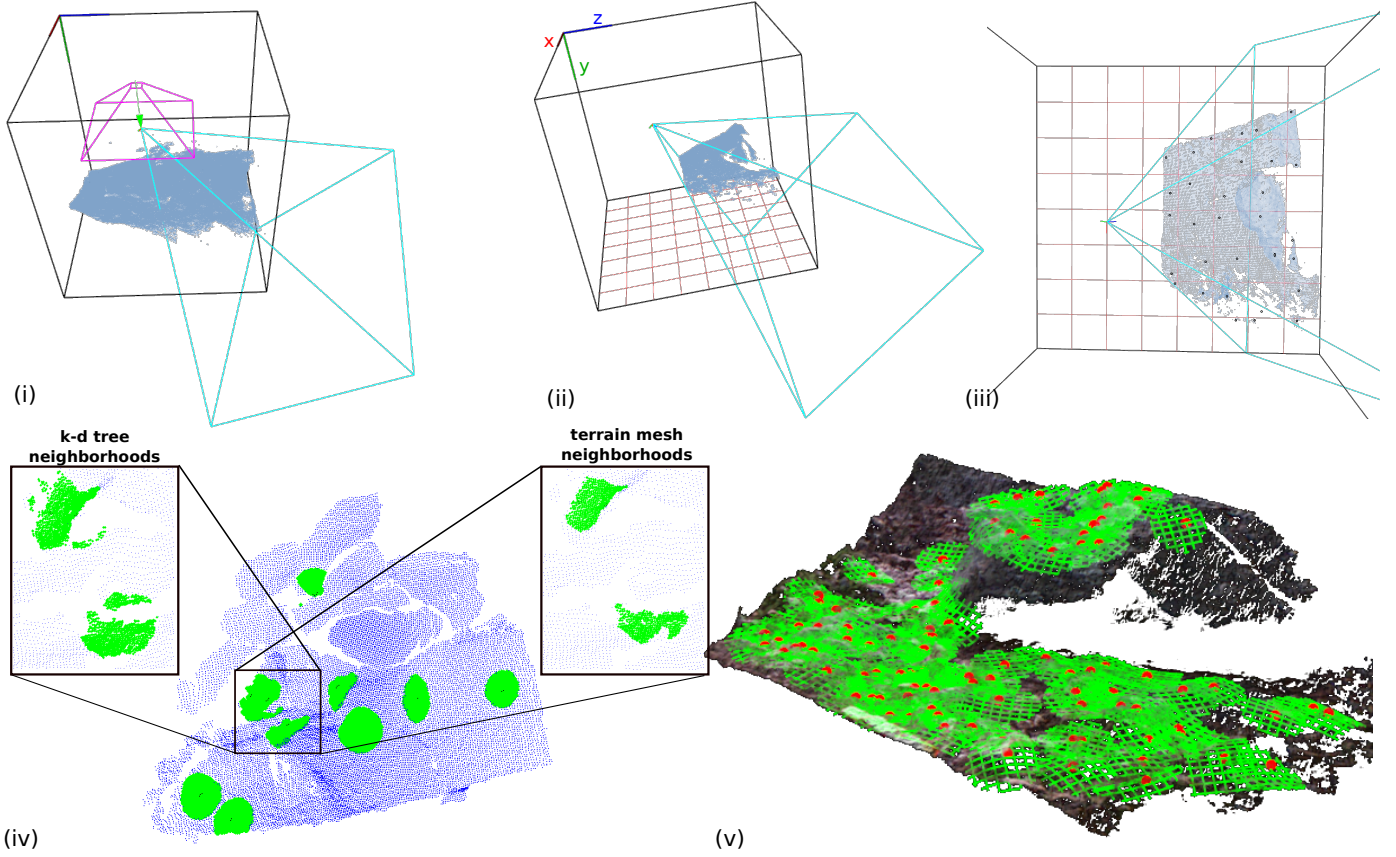 x
z
y
(i)
(ii)
(iii)
k-d tree
neighborhoods
terrain mesh
neighborhoods
(iv)
(v)